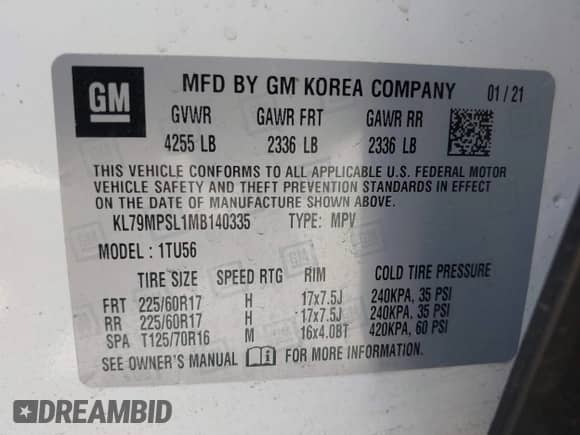 GM
MFD BY GM KOREA COMPANY 01/21
GVWR GAWR FRT GAWR RR
4255 LB 2336 LB 2336 LB
THIS VEHICLE CONFORMS TO ALL APPLICABLE U.S. FEDERAL MOTOR
VEHICLE SAFETY AND THEFT PREVENTION STANDARDS IN EFFECT
ON THE DATE OF MANUFACTURE SHOWN ABOVE.
KL79MPSL1MB140335 TYPE: MPV
MODEL: 1TU56
TIRE SIZE SPEED RTG RIM COLD TIRE PRESSURE
FRT 225/60R17 H 17x7.5J 240KPA, 35 PSI
RR 225/60R17 H 17x7.5J 240KPA, 35 PSI
SPA T125/70R16 M 16x4.0BT 420KPA, 60 PSI
SEE OWNER'S MANUAL i FOR MORE INFORMATION.
DREAMBID